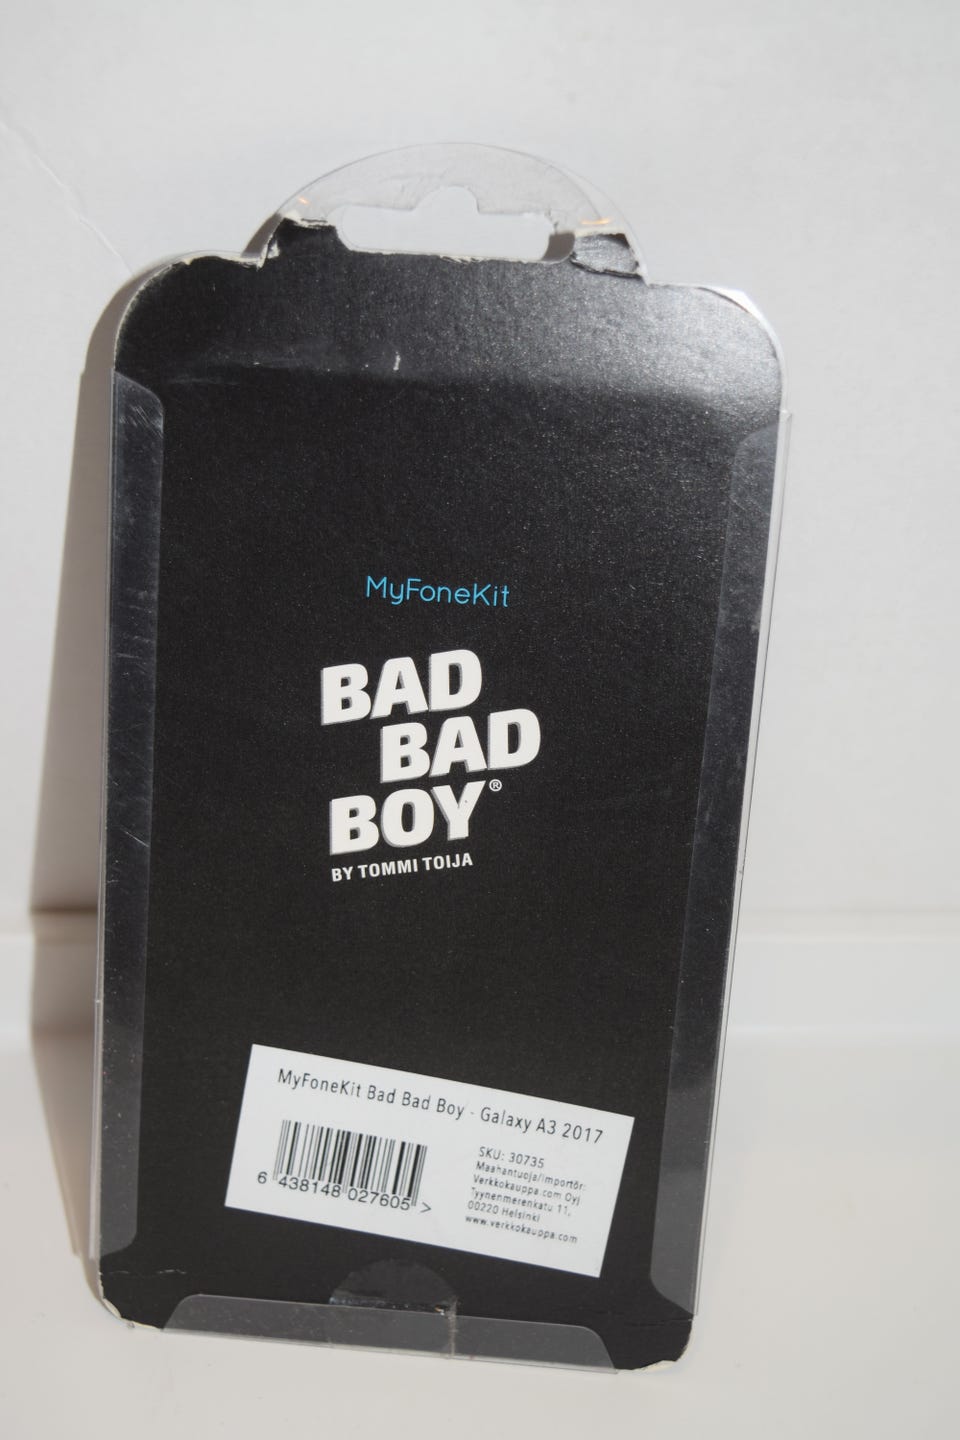 MyFoneKit
BAD
BAD
BOY®
BY TOMMI TOIJA
MyFoneKit Bad Bad Boy - Galaxy A3 2017
6 438148 027605 >
SKU: 30735
Maahantuoja/Importör:
Verkkokauppa.com Oyj
Tyynenmerenkatu 11,
00220 Helsinki
www.verkkokauppa.com